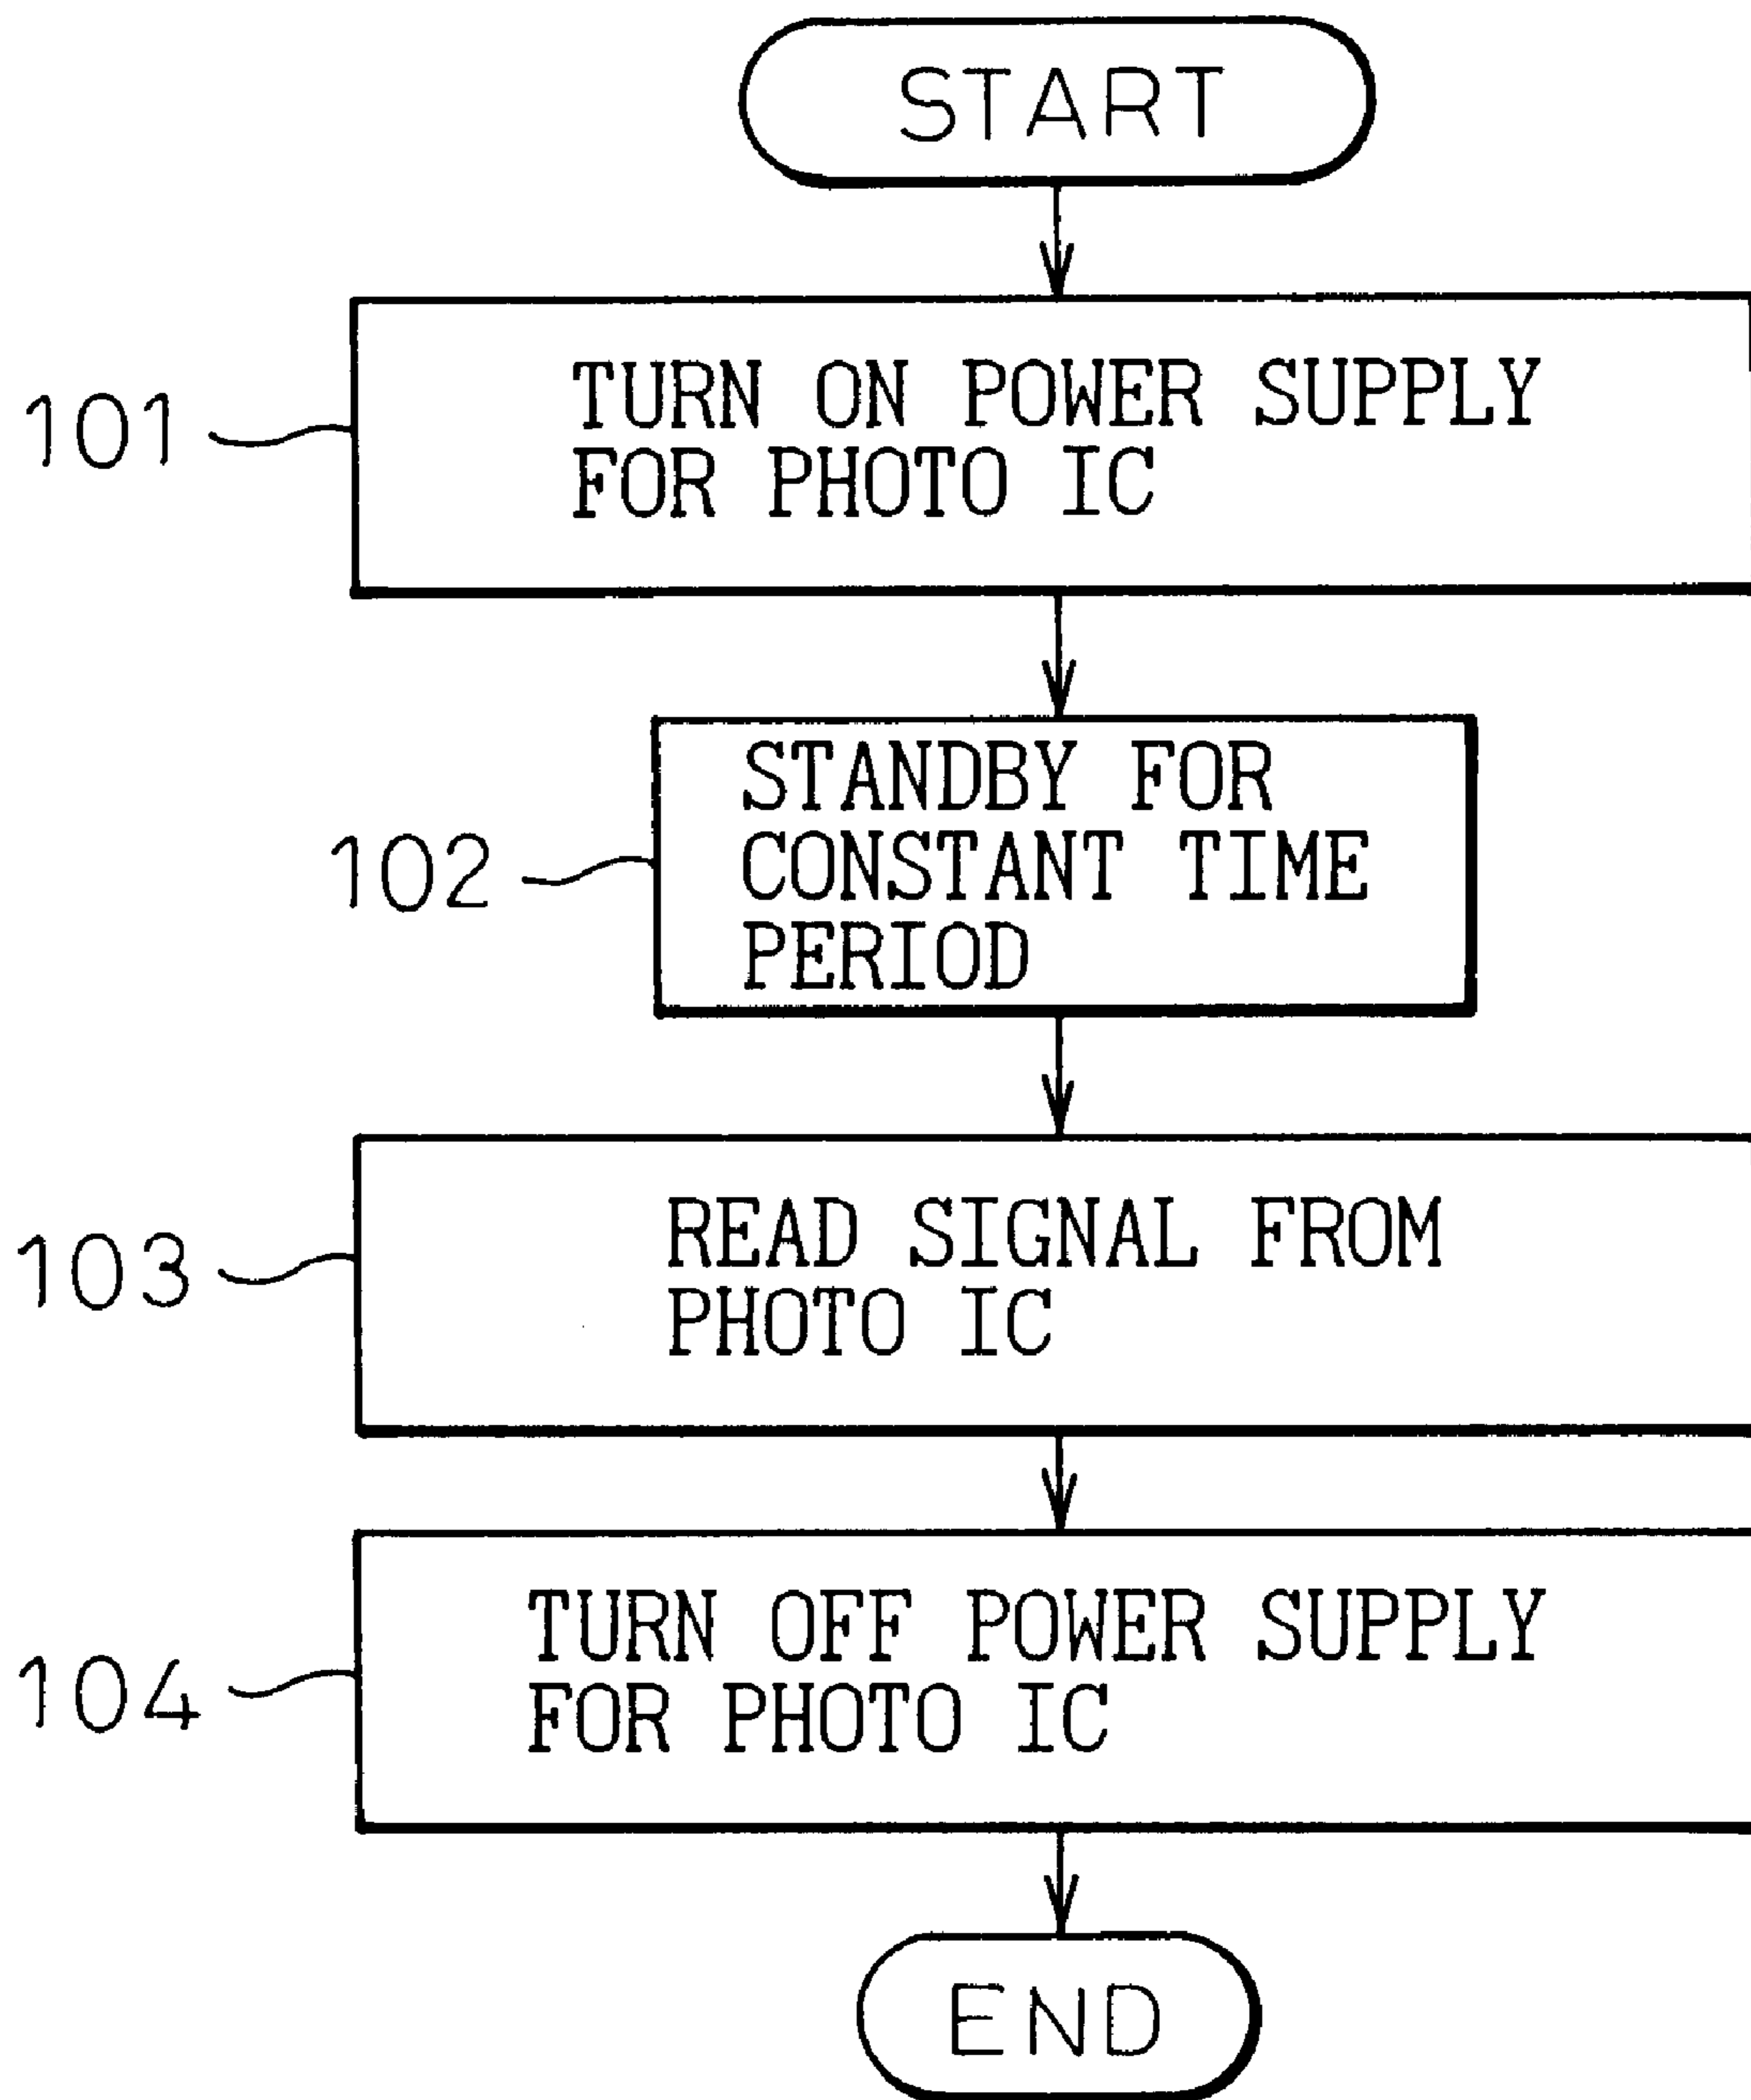 START
101
TURN ON POWER SUPPLY
FOR PHOTO IC
102
STANDBY FOR
CONSTANT TIME
PERIOD
103
READ SIGNAL FROM
PHOTO IC
104
TURN OFF POWER SUPPLY
FOR PHOTO IC
END